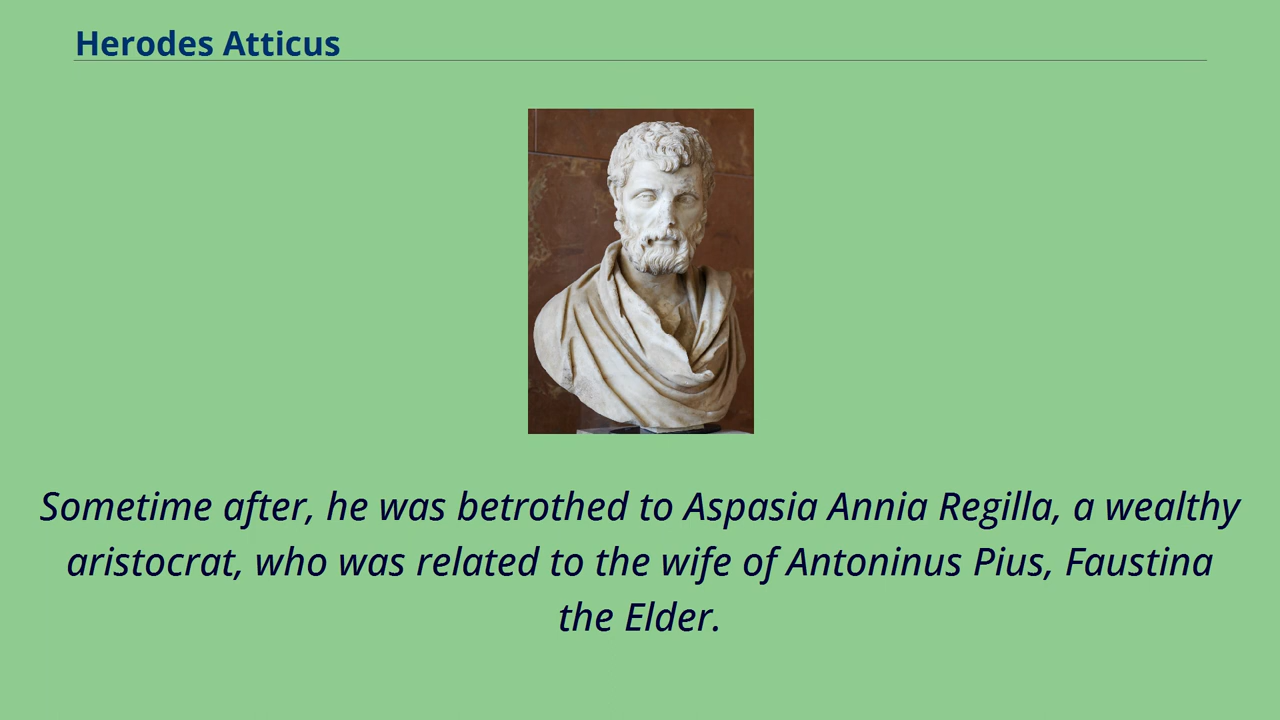 Herodes Atticus
Sometime after, he was betrothed to Aspasia Annia Regilla, a wealthy
aristocrat, who was related to the wife of Antoninus Pius, Faustina
the Elder.